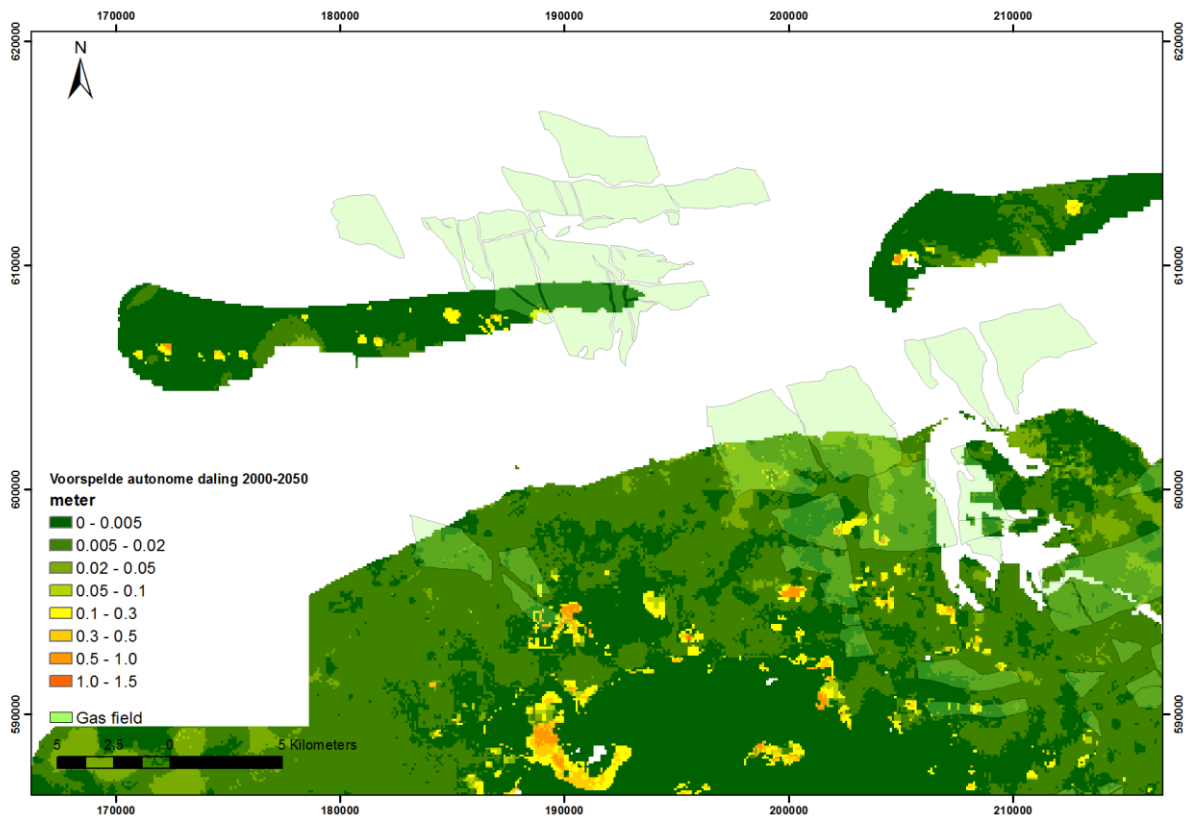 170000 180000 190000 200000 210000
620000 620000
N
610000 610000
Voorspelde autonome daling 2000-2050
meter
0 - 0.005
0.005 - 0.02
0.02 - 0.05
0.05 - 0.1
0.1 - 0.3
0.3 - 0.5
0.5 - 1.0
1.0 - 1.5
Gas field
600000 600000
590000 590000
5 2,5 0 5 Kilometers
170000 180000 190000 200000 210000